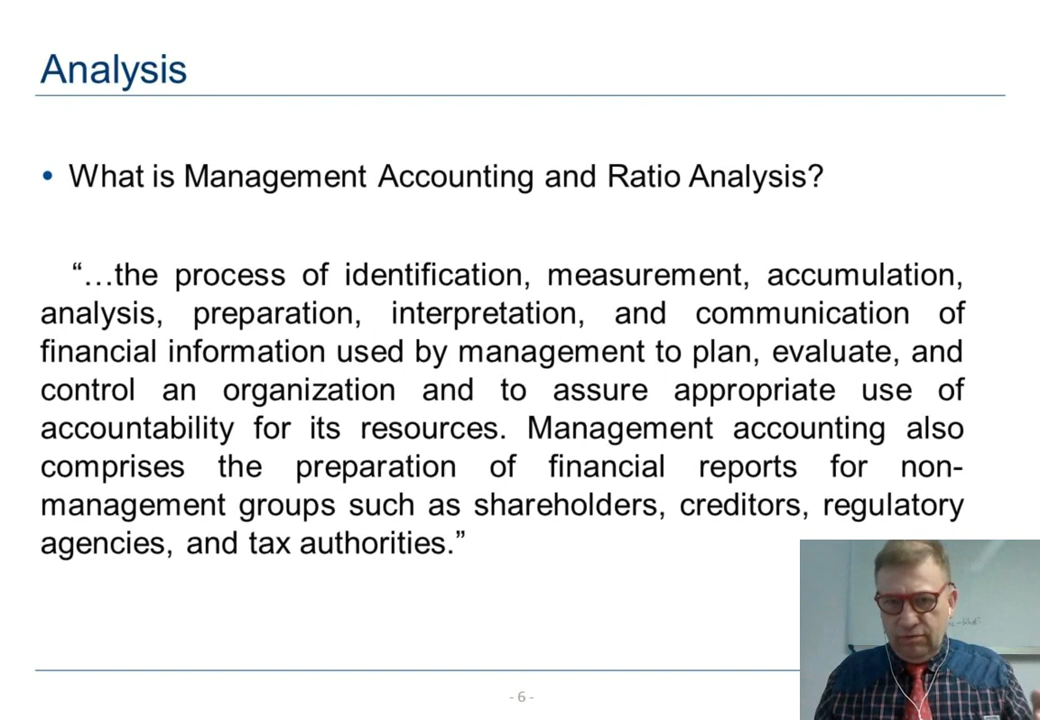 Analysis
• What is Management Accounting and Ratio Analysis?
“…the process of identification, measurement, accumulation,
analysis, preparation, interpretation, and communication of
financial information used by management to plan, evaluate, and
control an organization and to assure appropriate use of
accountability for its resources. Management accounting also
comprises the preparation of financial reports for non-
management groups such as shareholders, creditors, regulatory
agencies, and tax authorities.”
- 6 -